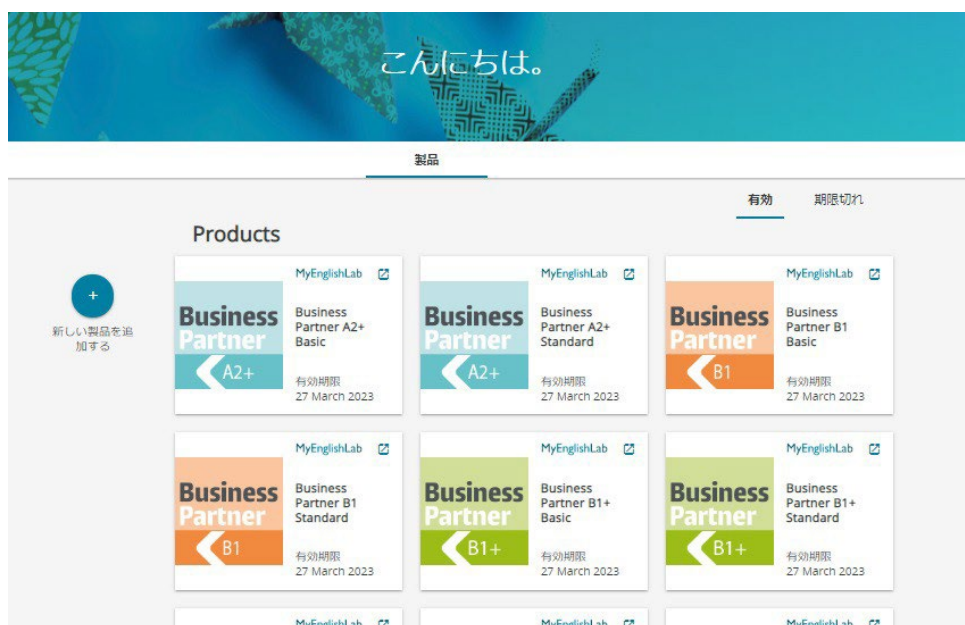 こんにちは。
製品
有効
期限切れ
Products
+
新しい製品を追
加する
MyEnglishLab
Business
Partner
A2+
Business
Partner A2+
Basic
有効期限
27 March 2023
MyEnglishLab
Business
Partner
A2+
Business
Partner A2+
Standard
有効期限
27 March 2023
MyEnglishLab
Business
Partner
B1
Business
Partner B1
Basic
有効期限
27 March 2023
MyEnglishLab
Business
Partner
B1
Business
Partner B1
Standard
有効期限
27 March 2023
MyEnglishLab
Business
Partner
B1+
Business
Partner B1+
Basic
有効期限
27 March 2023
MyEnglishLab
Business
Partner
B1+
Business
Partner B1+
Standard
有効期限
27 March 2023
MyEnglishLab
MyEnglishLab
MyEnglishLab